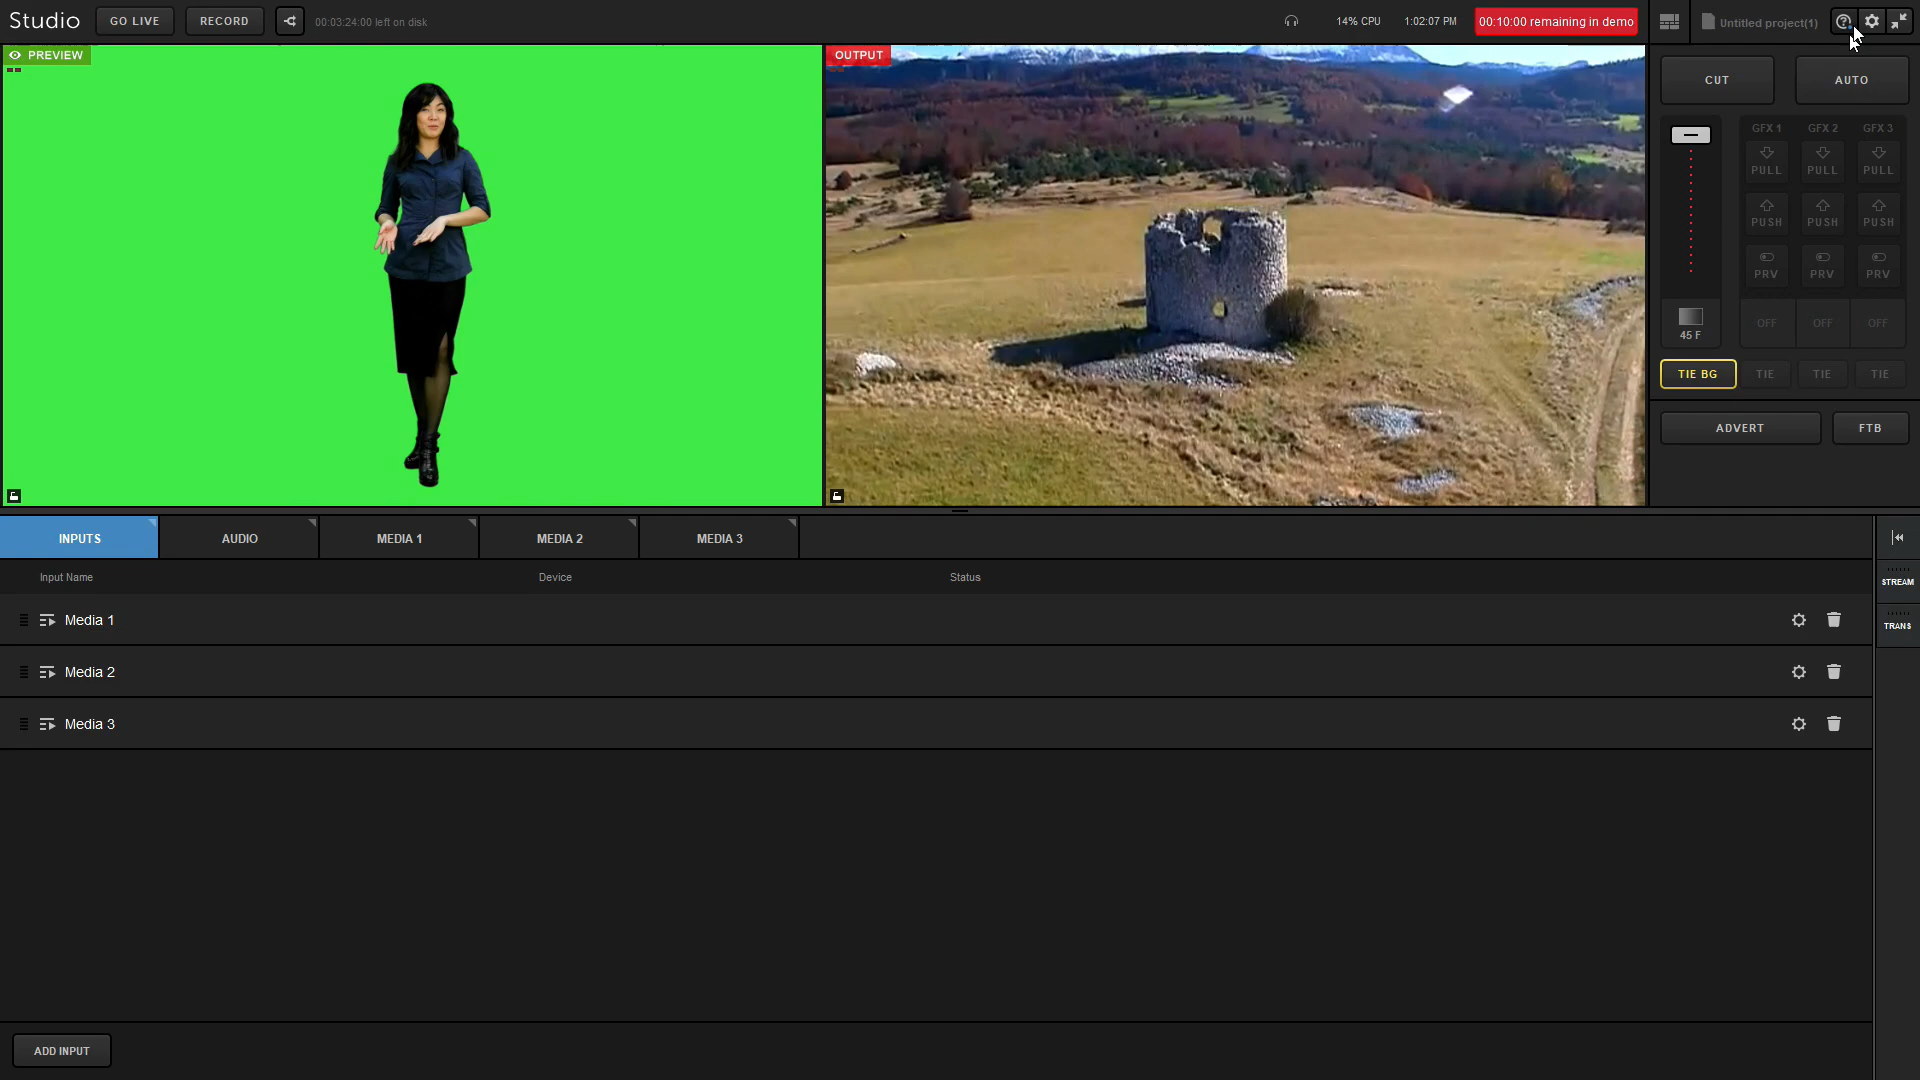 Studio GO LIVE RECORD 00:03:24:00 left on disk 14% CPU 1:02:07 PM 00:10:00 remaining in demo Untitled project(1)
PREVIEW
OUTPUT
CUT AUTO
GFX 1 GFX 2 GFX 3
PULL PULL PULL
PUSH PUSH PUSH
PRV PRV PRV
OFF OFF OFF
45 F
TIE BG TIE TIE TIE
ADVERT FTB
INPUTS AUDIO MEDIA 1 MEDIA 2 MEDIA 3
Input Name Device Status
STREAM
Media 1
TRANS
Media 2
Media 3
ADD INPUT